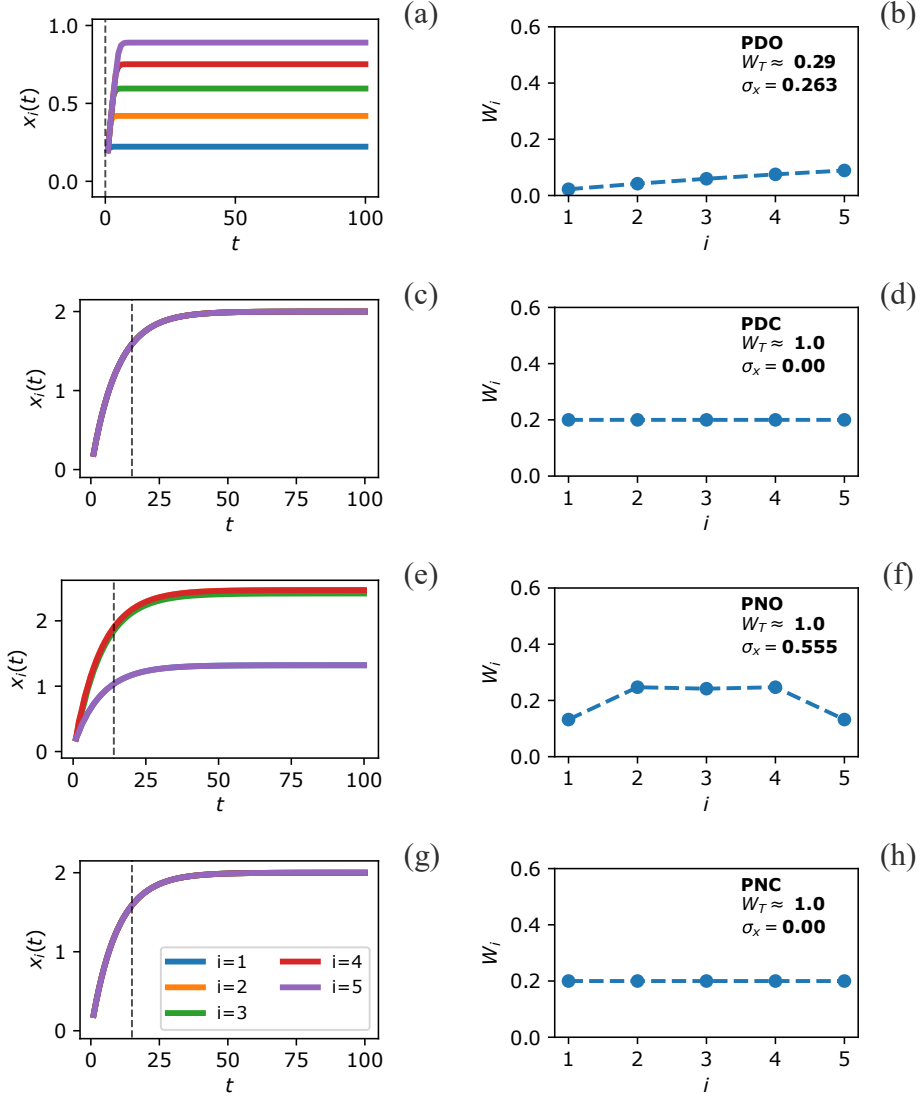 (a)
1.0
0.5
0.0
x_i(t)
0
50
100
t
(b)
0.6
0.4
0.2
0.0
W_i
PDO
W_T ≈ 0.29
σ_x = 0.263
1
2
3
4
5
i
(c)
2
1
0
x_i(t)
0
25
50
75
100
t
(d)
0.6
0.4
0.2
0.0
W_i
PDC
W_T ≈ 1.0
σ_x = 0.00
1
2
3
4
5
i
(e)
2
1
0
x_i(t)
0
25
50
75
100
t
(f)
0.6
0.4
0.2
0.0
W_i
PNO
W_T ≈ 1.0
σ_x = 0.555
1
2
3
4
5
i
(g)
2
1
0
x_i(t)
i=1
i=2
i=3
i=4
i=5
0
25
50
75
100
t
(h)
0.6
0.4
0.2
0.0
W_i
PNC
W_T ≈ 1.0
σ_x = 0.00
1
2
3
4
5
i